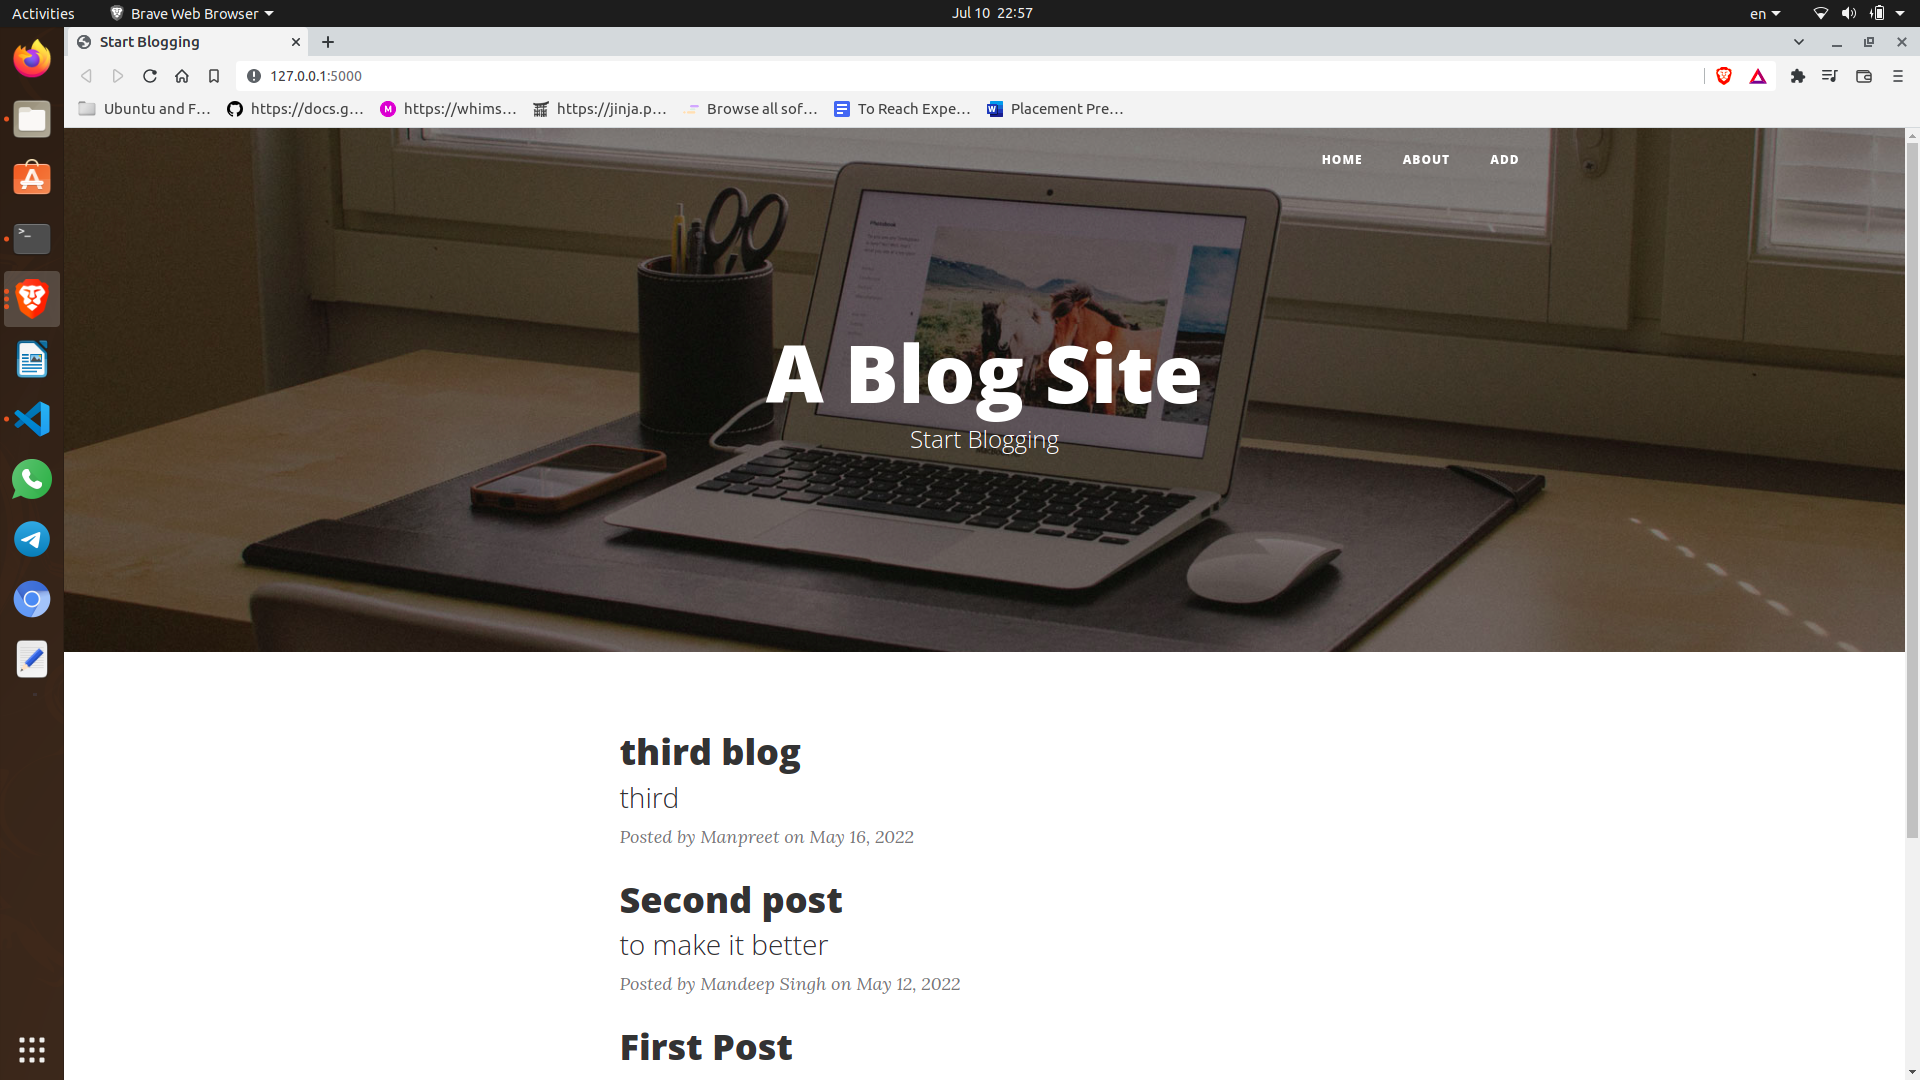 Activities Brave Web Browser Jul 10 22:57 en
Start Blogging
127.0.0.1:5000
Ubuntu and F... https://docs.g... M https://whims... https://jinja.p... Browse all sof... To Reach Expe... W Placement Pre...
HOME ABOUT ADD
A Blog Site
Start Blogging
third blog
third
Posted by Manpreet on May 16, 2022
Second post
to make it better
Posted by Mandeep Singh on May 12, 2022
First Post